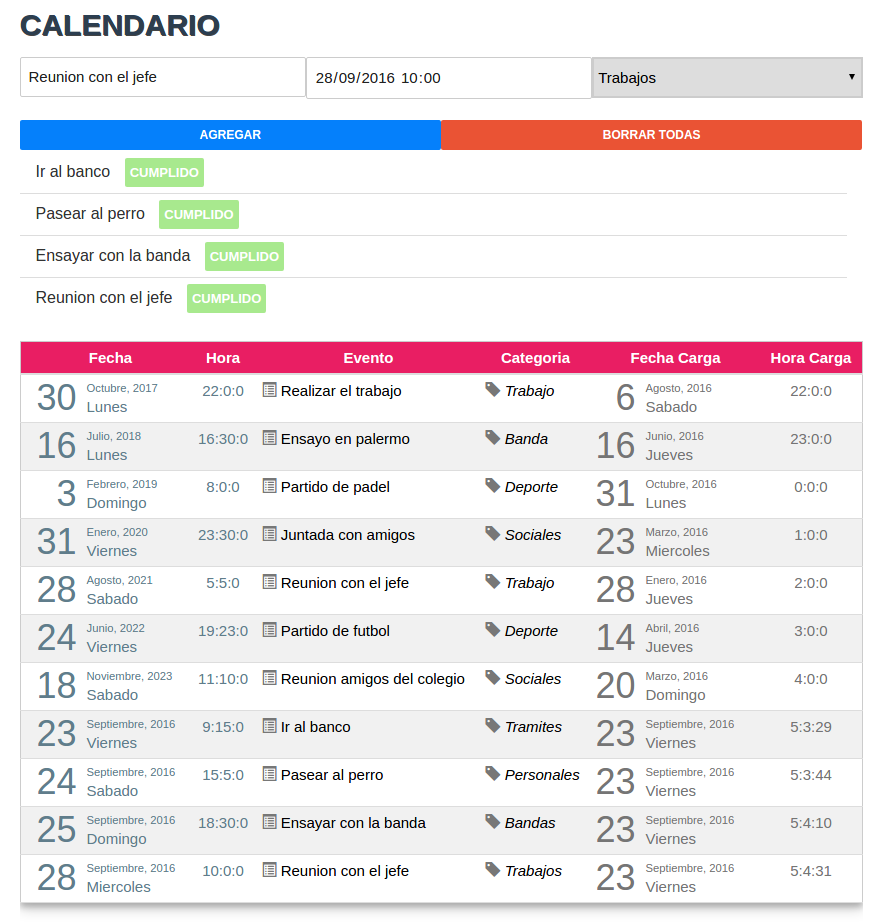 CALENDARIO
Reunion con el jefe 28/09/2016 10:00 Trabajos
AGREGAR BORRAR TODAS
Ir al banco CUMPLIDO
Pasear al perro CUMPLIDO
Ensayar con la banda CUMPLIDO
Reunion con el jefe CUMPLIDO
Fecha Hora Evento Categoria Fecha Carga Hora Carga
30 Octubre, 2017 Lunes 22:0:0 Realizar el trabajo Trabajo 6 Agosto, 2016 Sabado 22:0:0
16 Julio, 2018 Lunes 16:30:0 Ensayo en palermo Banda 16 Junio, 2016 Jueves 23:0:0
3 Febrero, 2019 Domingo 8:0:0 Partido de padel Deporte 31 Octubre, 2016 Lunes 0:0:0
31 Enero, 2020 Viernes 23:30:0 Juntada con amigos Sociales 23 Marzo, 2016 Miercoles 1:0:0
28 Agosto, 2021 Sabado 5:5:0 Reunion con el jefe Trabajo 28 Enero, 2016 Jueves 2:0:0
24 Junio, 2022 Viernes 19:23:0 Partido de futbol Deporte 14 Abril, 2016 Jueves 3:0:0
18 Noviembre, 2023 Sabado 11:10:0 Reunion amigos del colegio Sociales 20 Marzo, 2016 Domingo 4:0:0
23 Septiembre, 2016 Viernes 9:15:0 Ir al banco Tramites 23 Septiembre, 2016 Viernes 5:3:29
24 Septiembre, 2016 Sabado 15:5:0 Pasear al perro Personales 23 Septiembre, 2016 Viernes 5:3:44
25 Septiembre, 2016 Domingo 18:30:0 Ensayar con la banda Bandas 23 Septiembre, 2016 Viernes 5:4:10
28 Septiembre, 2016 Miercoles 10:0:0 Reunion con el jefe Trabajos 23 Septiembre, 2016 Viernes 5:4:31